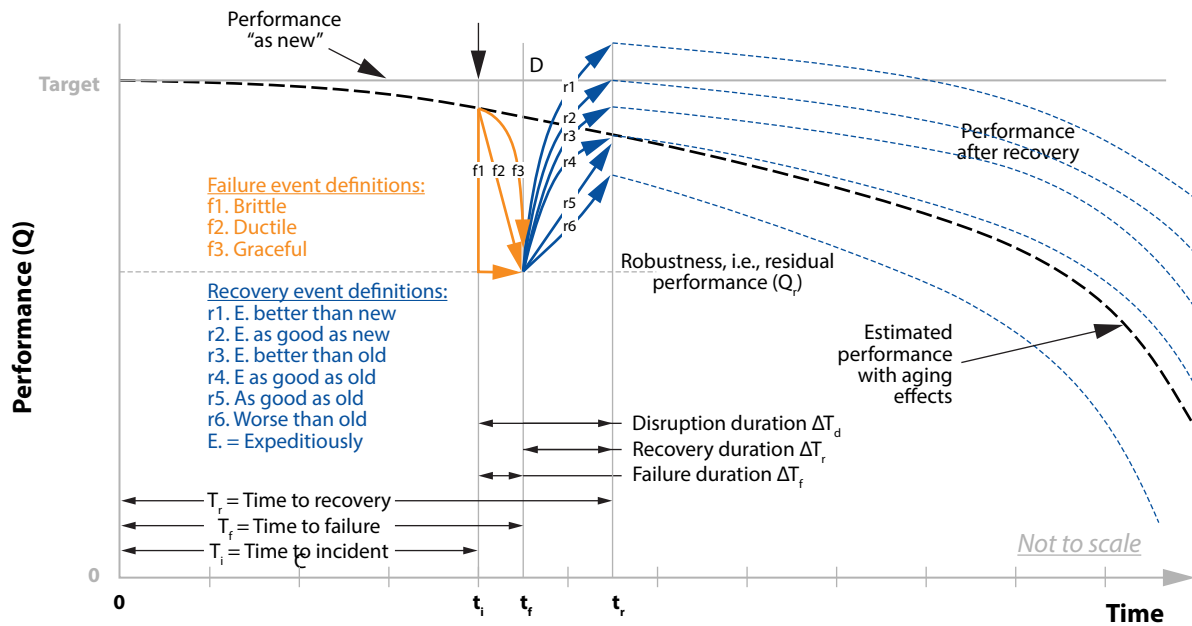 Performance
"as new"
D
Target
r1
r2
r3
r4
r5
r6
f1 f2 f3
Performance
after recovery
Failure event definitions:
f1. Brittle
f2. Ductile
f3. Graceful
Robustness, i.e., residual
performance (Qr)
Recovery event definitions:
r1. E. better than new
r2. E. as good as new
r3. E. better than old
r4. E as good as old
r5. As good as old
r6. Worse than old
E. = Expeditiously
Estimated
performance
with aging
effects
Performance (Q)
Disruption duration ΔTd
Recovery duration ΔTr
Failure duration ΔTf
Tr = Time to recovery
Tf = Time to failure
Ti = Time to incident
C
Not to scale
0
0 ti tf tr Time